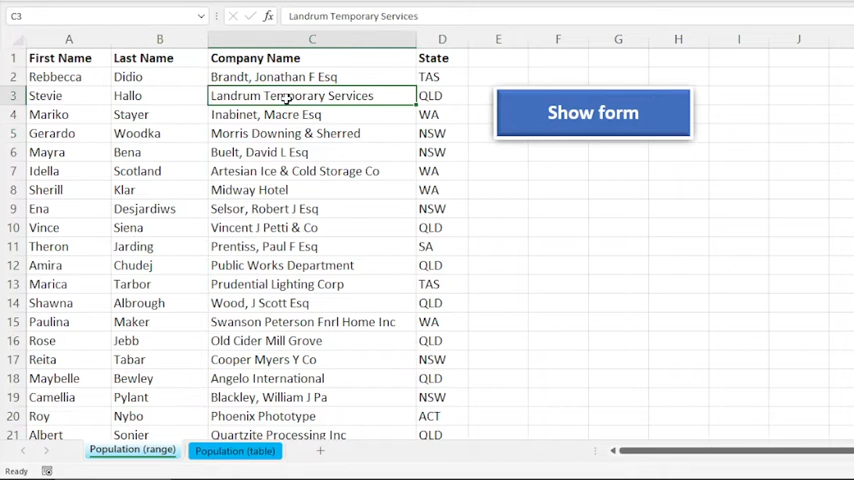 C3 fx Landrum Temporary Services
A B C D E F G H I J
1 First Name Last Name Company Name State
2 Rebbecca Didio Brandt, Jonathan F Esq TAS
3 Stevie Hallo Landrum Temporary Services QLD
4 Mariko Stayer Inabinet, Macre Esq WA
Show form
5 Gerardo Woodka Morris Downing & Sherred NSW
6 Mayra Bena Buelt, David L Esq NSW
7 Idella Scotland Artesian Ice & Cold Storage Co WA
8 Sherill Klar Midway Hotel WA
9 Ena Desjardiws Selsor, Robert J Esq NSW
10 Vince Siena Vincent J Petti & Co QLD
11 Theron Jarding Prentiss, Paul F Esq SA
12 Amira Chudej Public Works Department QLD
13 Marica Tarbor Prudential Lighting Corp TAS
14 Shawna Albrough Wood, J Scott Esq QLD
15 Paulina Maker Swanson Peterson Fnrl Home Inc WA
16 Rose Jebb Old Cider Mill Grove QLD
17 Reita Tabar Cooper Myers Y Co NSW
18 Maybelle Bewley Angelo International QLD
19 Camellia Pylant Blackley, William J Pa NSW
20 Roy Nybo Phoenix Phototype ACT
21 Albert Sonier Quartzite Processing Inc QLD
Population (range) Population (table)
Ready